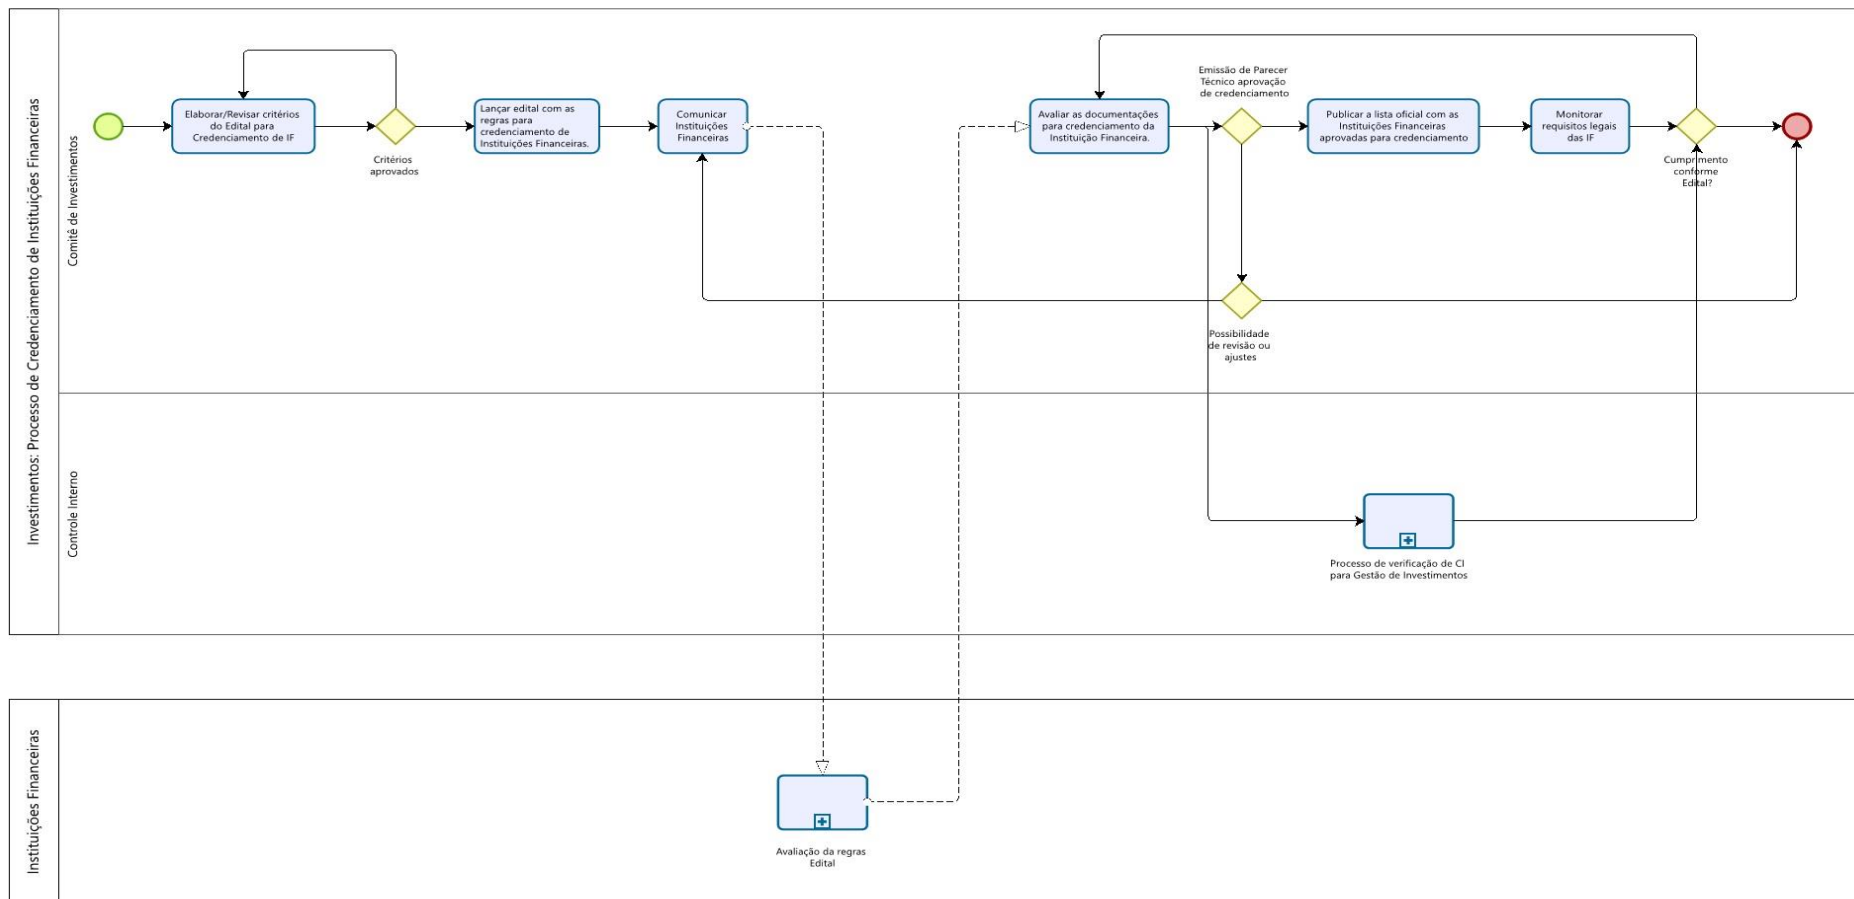 Investimentos: Processo de Credenciamento de Instituições Financeiras
Comitê de Investimentos
Elaborar/Revisar critérios
do Edital para
Credenciamento de IF
Critérios
aprovados
Lançar edital com as
regras para
credenciamento de
Instituições Financeiras.
Comunicar
Instituições
Financeiras
Avaliar as documentações
para credenciamento da
Instituição Financeira.
Emissão de Parecer
Técnico aprovação
de credenciamento
Publicar a lista oficial com as
Instituições Financeiras
aprovadas para credenciamento
Monitorar
requisitos legais
das IF
Cumprimento
conforme
Edital?
Possibilidade
de revisão ou
ajustes
Controle Interno
Processo de verificação de CI
para Gestão de Investimentos
Instituições Financeiras
Avaliação da regras
Edital